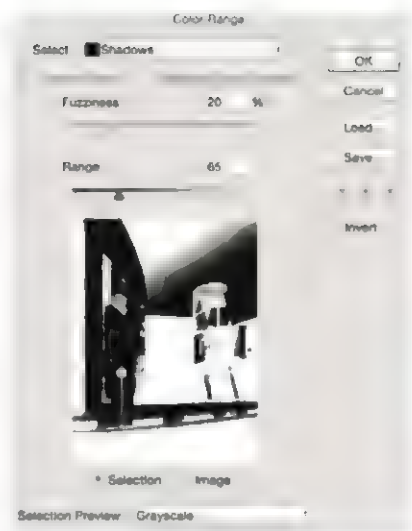 Color Range
Select Shadows
OK
Cancel
Fuzziness 20 %
Load
Save
Range 65
Invert
Selection Image
Selection Preview Grayscale